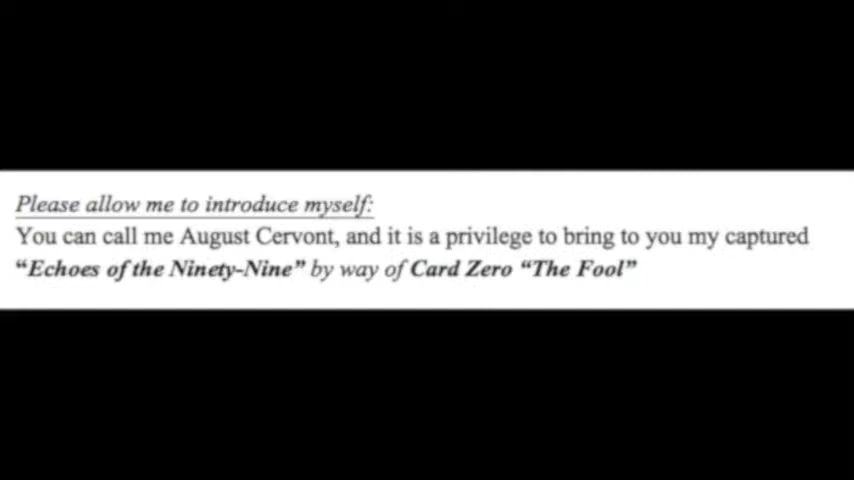 Please allow me to introduce myself:
You can call me August Cervont, and it is a privilege to bring to you my captured
“Echoes of the Ninety-Nine” by way of Card Zero “The Fool”